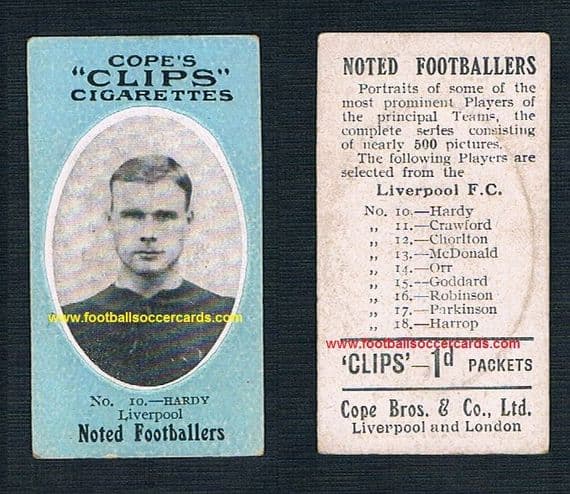 COPE'S
"CLIPS"
CIGARETTES
www.footballsoccercards.com
No. 10.—HARDY
Liverpool
Noted Footballers
NOTED FOOTBALLERS
Portraits of some of the
most prominent Players of
the principal Teams, the
complete series consisting
of nearly 500 pictures.
The following Players are
selected from the
Liverpool F.C.
No. 10.—Hardy
„ 11.—Crawford
„ 12.—Chorlton
„ 13.—McDonald
„ 14.—Orr
„ 15.—Goddard
„ 16.—Robinson
„ 17.—Parkinson
„ 18.—Harrop
www.footballsoccercards.com
'CLIPS'—1d PACKETS
Cope Bros. & Co., Ltd.
Liverpool and London